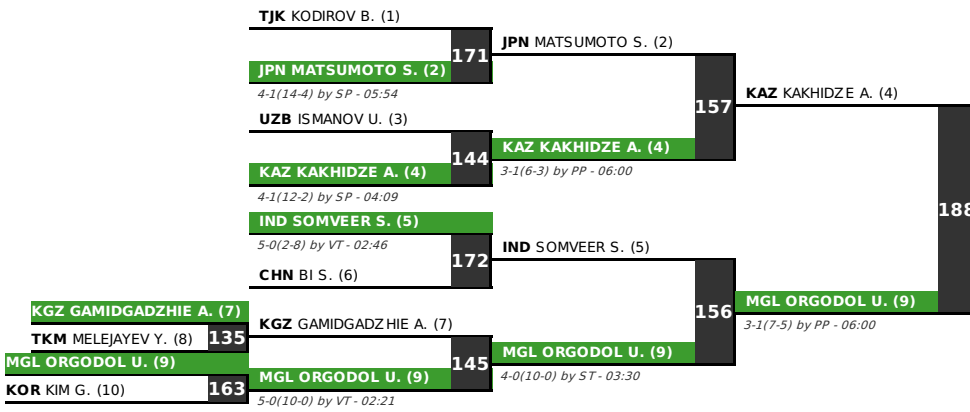 TJK KODIROV B. (1)
171
JPN MATSUMOTO S. (2)
4-1(14-4) by SP - 05:54
JPN MATSUMOTO S. (2)
157
UZB ISMANOV U. (3)
144
KAZ KAKHIDZE A. (4)
4-1(12-2) by SP - 04:09
KAZ KAKHIDZE A. (4)
3-1(6-3) by PP - 06:00
KAZ KAKHIDZE A. (4)
188
IND SOMVEER S. (5)
5-0(2-8) by VT - 02:46
172
CHN BI S. (6)
IND SOMVEER S. (5)
156
KGZ GAMIDGADZHIE A. (7)
TKM MELEJAYEV Y. (8)
135
KGZ GAMIDGADZHIE A. (7)
145
MGL ORGODOL U. (9)
KOR KIM G. (10)
163
MGL ORGODOL U. (9)
5-0(10-0) by VT - 02:21
MGL ORGODOL U. (9)
4-0(10-0) by ST - 03:30
MGL ORGODOL U. (9)
3-1(7-5) by PP - 06:00